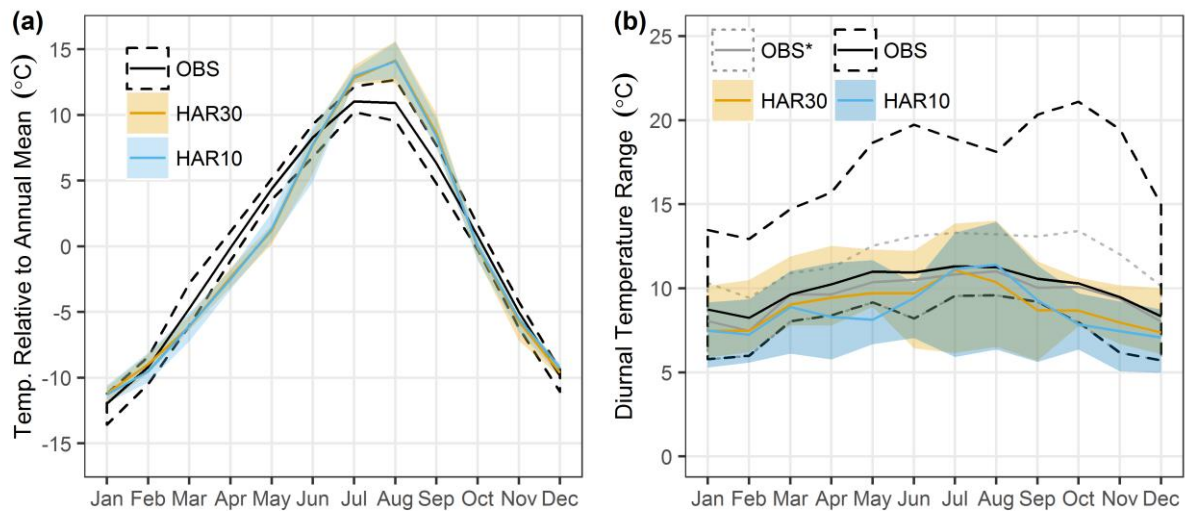 (a)
Temp. Relative to Annual Mean (°C)
15
10
5
0
-5
-10
-15
OBS
HAR30
HAR10
Jan Feb Mar Apr May Jun Jul Aug Sep Oct Nov Dec
(b)
Diurnal Temperature Range (°C)
25
20
15
10
5
0
OBS* OBS
HAR30 HAR10
Jan Feb Mar Apr May Jun Jul Aug Sep Oct Nov Dec